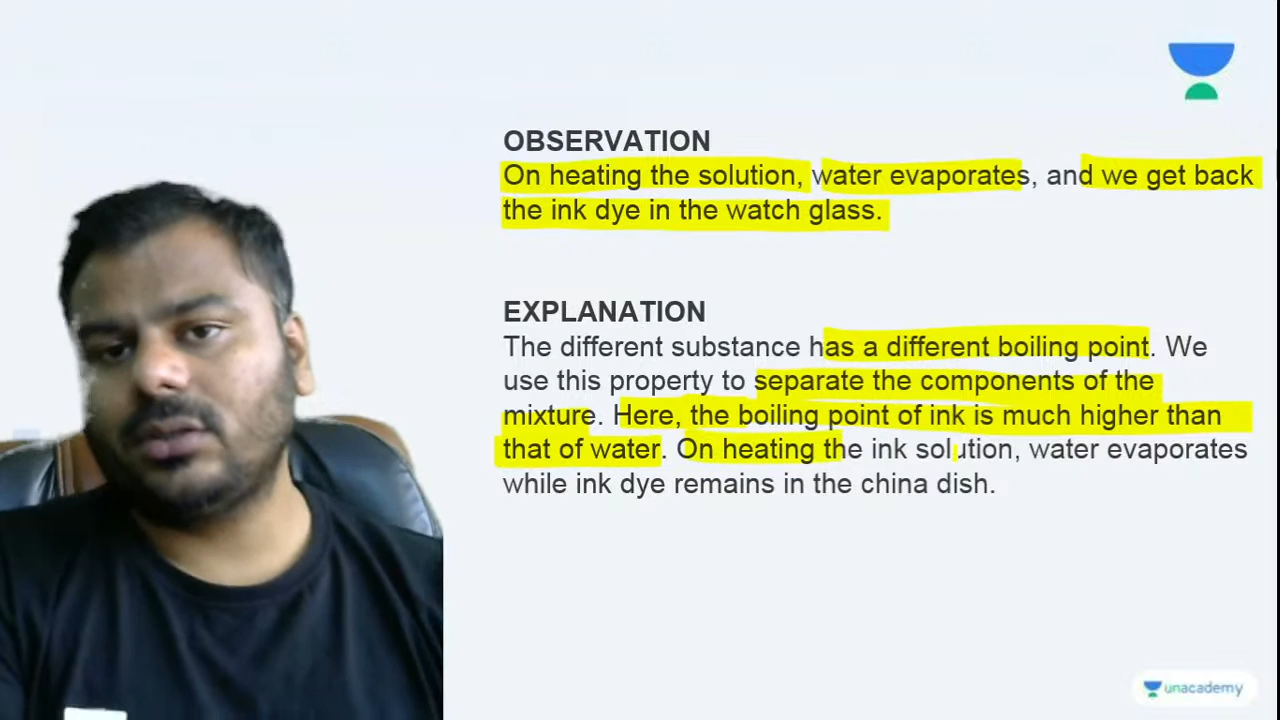 OBSERVATION
On heating the solution, water evaporates, and we get back
the ink dye in the watch glass.
EXPLANATION
The different substance has a different boiling point. We
use this property to separate the components of the
mixture. Here, the boiling point of ink is much higher than
that of water. On heating the ink solution, water evaporates
while ink dye remains in the china dish.
unacademy